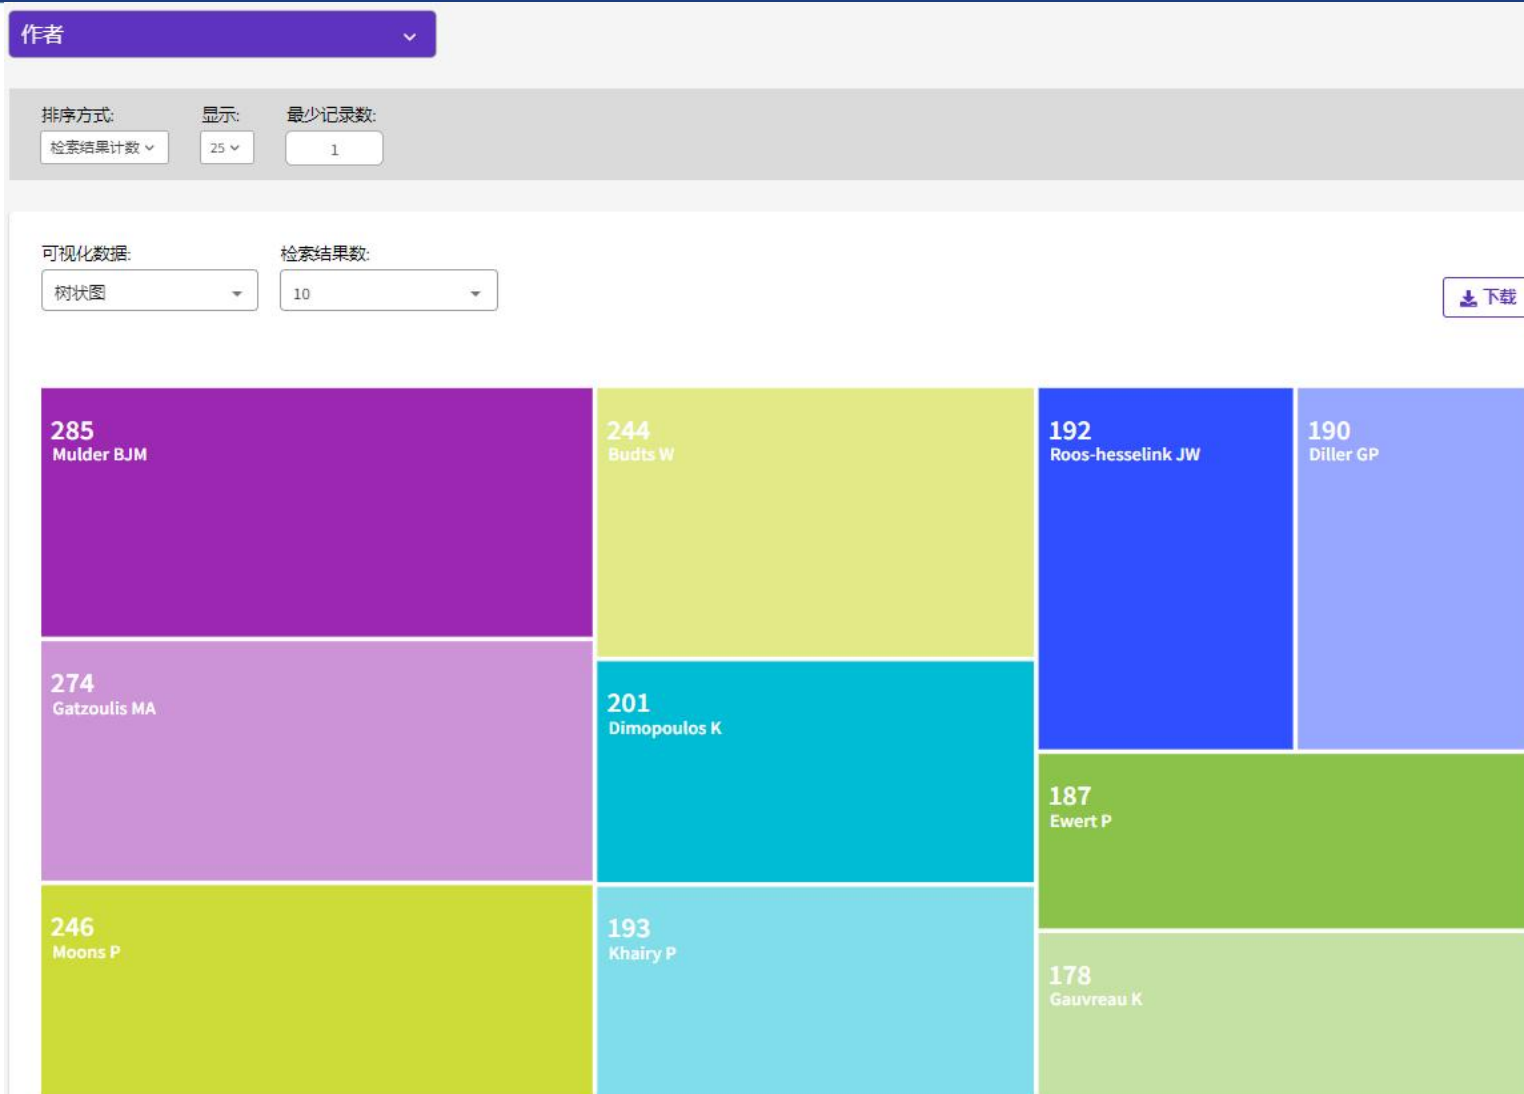 作者
排序方式: 显示: 最少记录数:
检索结果计数 25 1
可视化数据: 检索结果数:
树状图 10
下载
285
Mulder BJM
274
Gatzoulis MA
246
Moons P
244
Budts W
201
Dimopoulos K
193
Khairy P
192
Roos-hesselink JW
190
Diller GP
187
Ewert P
178
Gauvreau K